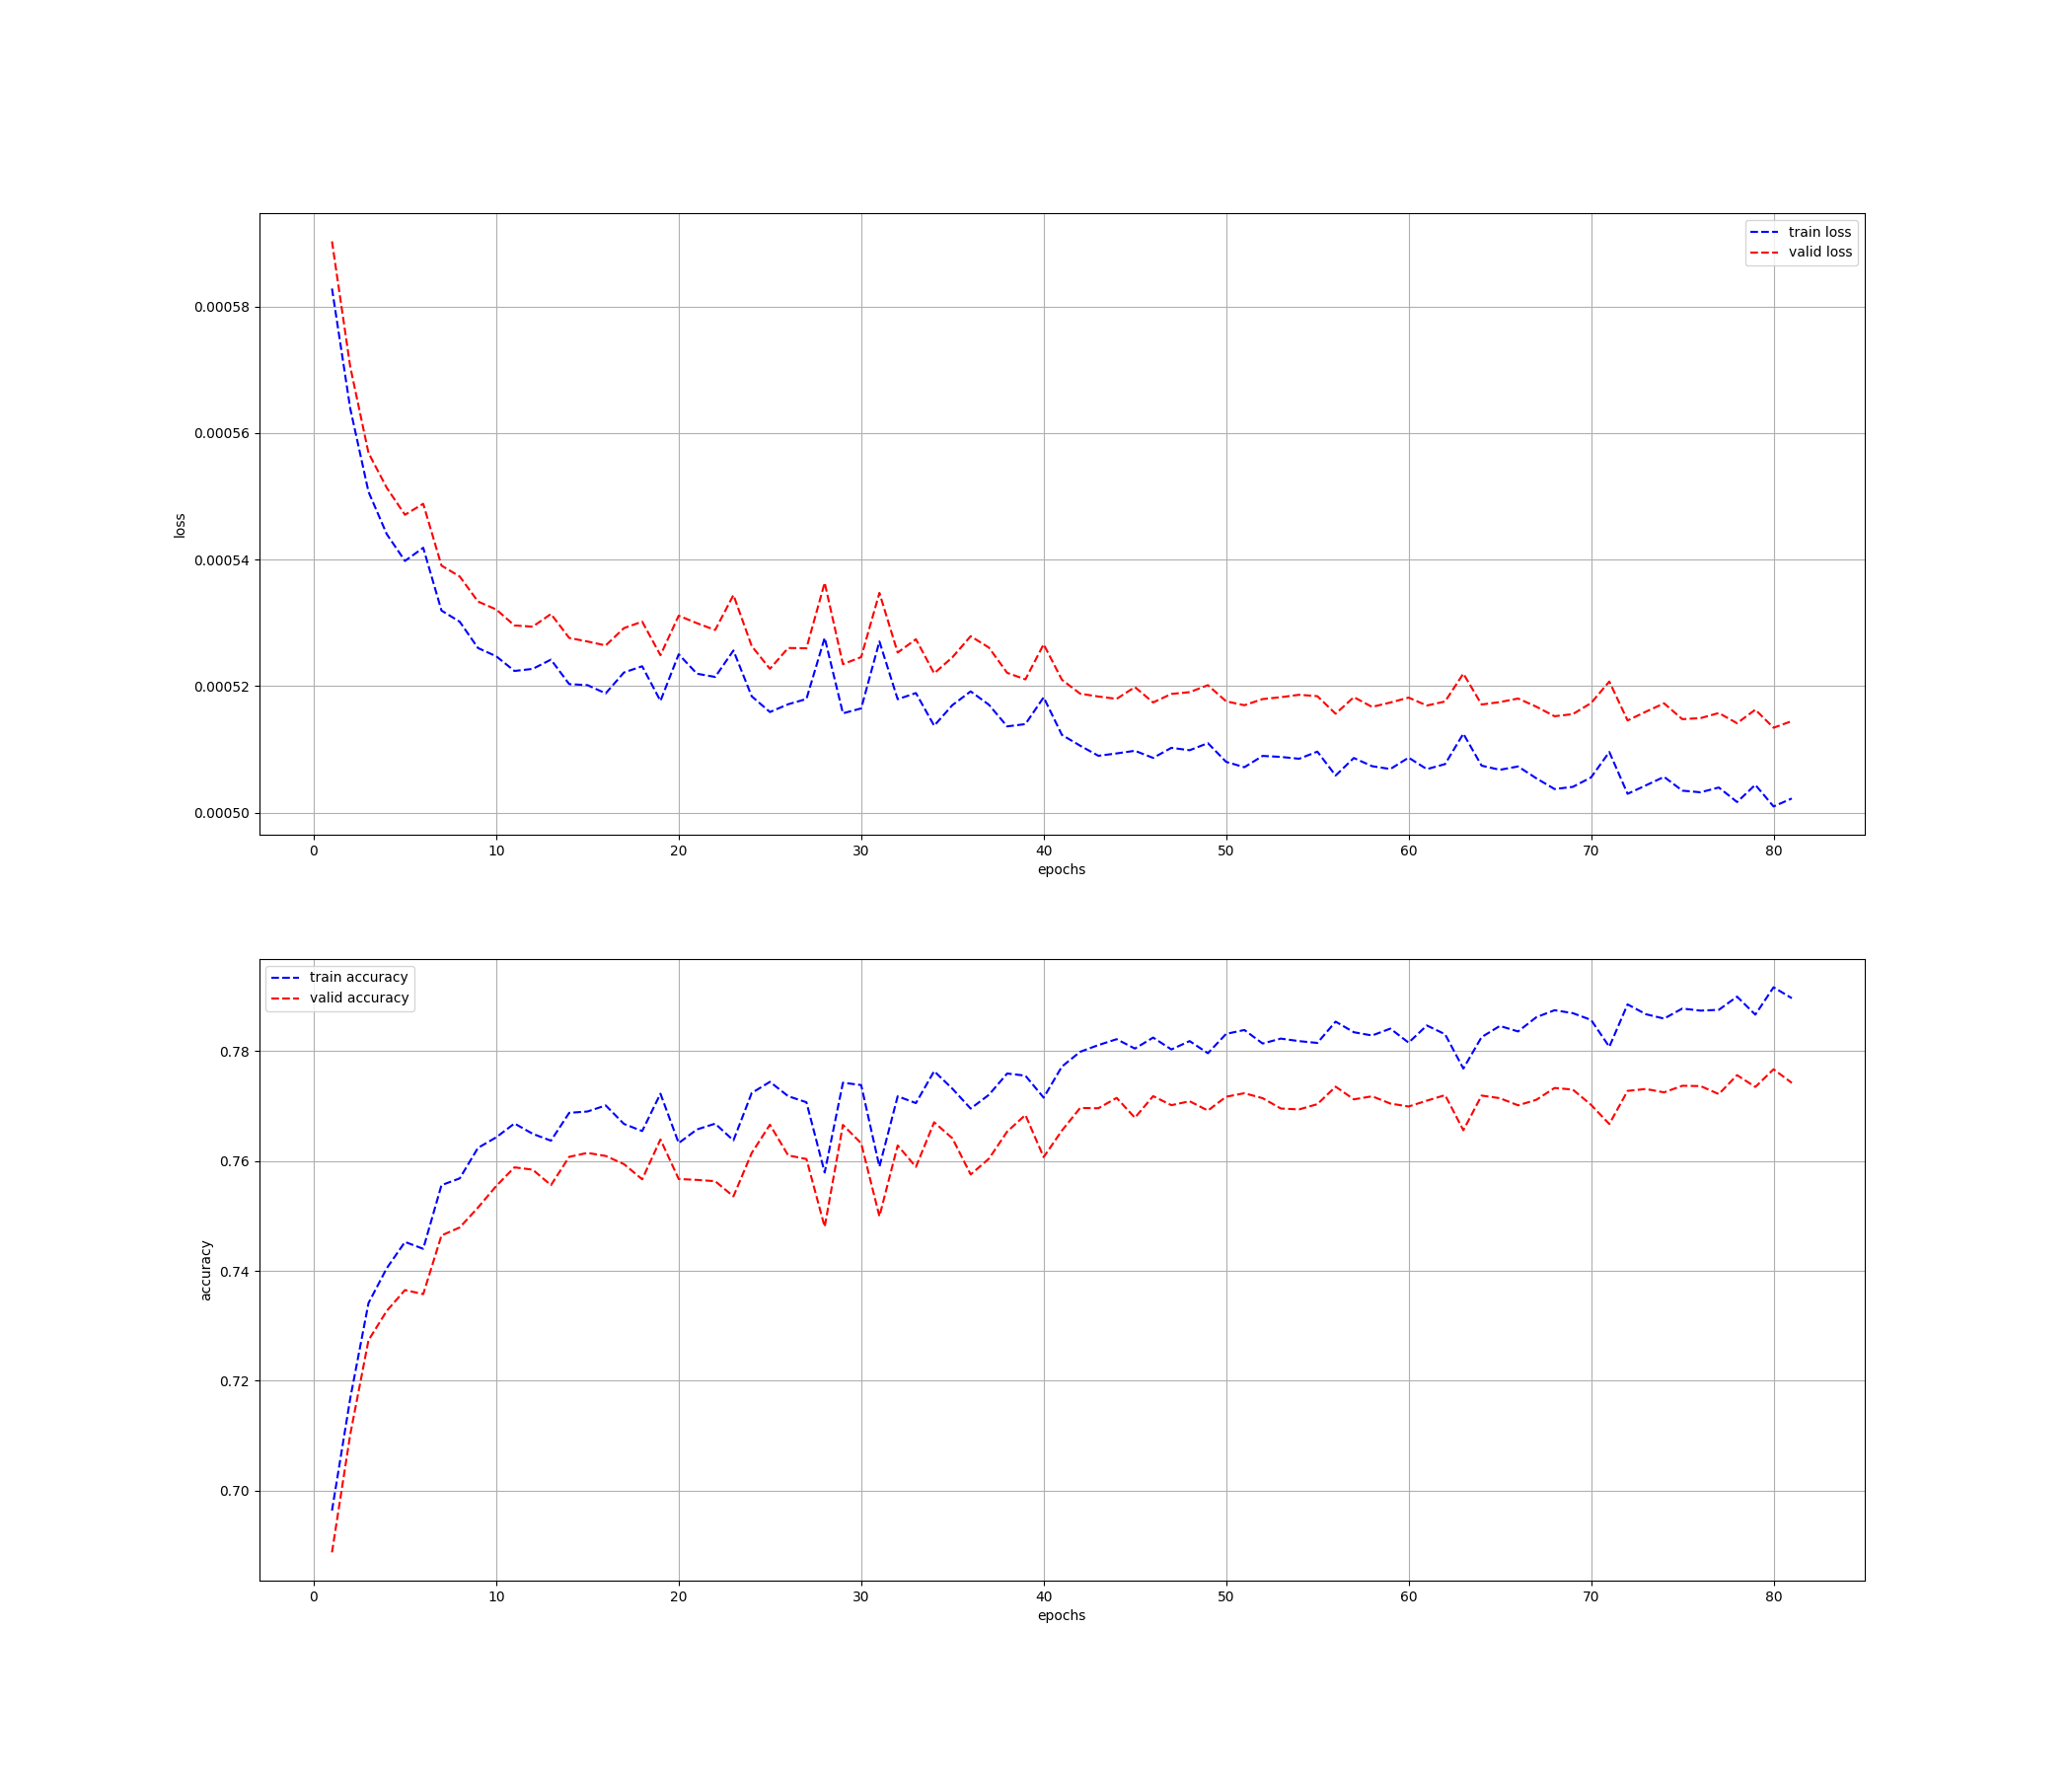 train loss
valid loss
0.00058
0.00056
0.00054
0.00052
0.00050
loss
0 10 20 30 40 50 60 70 80
epochs
train accuracy
valid accuracy
0.78
0.76
0.74
0.72
0.70
accuracy
0 10 20 30 40 50 60 70 80
epochs